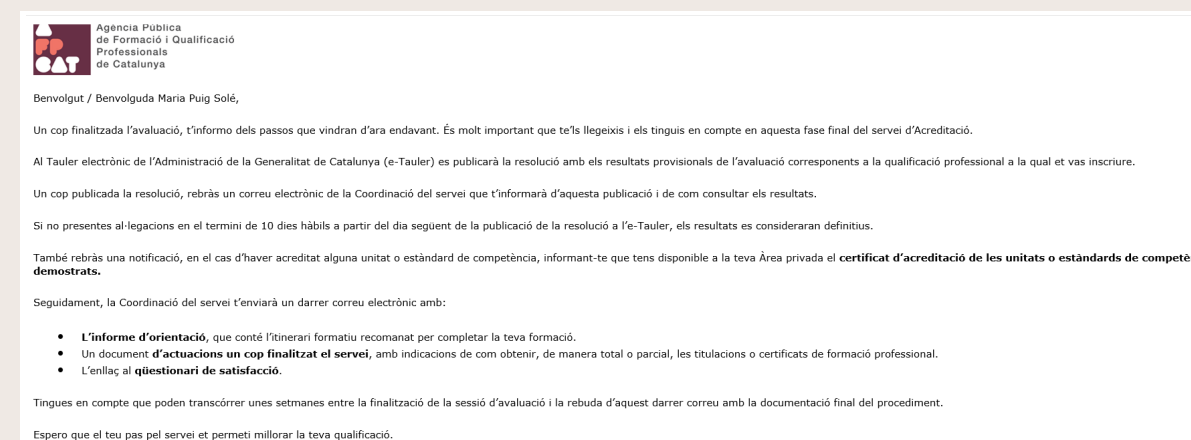 Agència Pública
de Formació i Qualificació
Professionals
de Catalunya
FP
CAT
Benvolgut / Benvolguda Maria Puig Solé,
Un cop finalitzada l’avaluació, t’informo dels passos que vindran d’ara endavant. És molt important que te’ls llegeixis i els tinguis en compte en aquesta fase final del servei d’Acreditació.
Al Tauler electrònic de l’Administració de la Generalitat de Catalunya (e-Tauler) es publicarà la resolució amb els resultats provisionals de l’avaluació corresponents a la qualificació professional a la qual et vas inscriure.
Un cop publicada la resolució, rebràs un correu electrònic de la Coordinació del servei que t’informarà d’aquesta publicació i de com consultar els resultats.
Si no presentes al·legacions en el termini de 10 dies hàbils a partir del dia següent de la publicació de la resolució a l’e-Tauler, els resultats es consideraran definitius.
També rebràs una notificació, en el cas d’haver acreditat alguna unitat o estàndard de competència, informant-te que tens disponible a la teva Àrea privada el certificat d’acreditació de les unitats o estàndards de competè
demostrats.
Seguidament, la Coordinació del servei t’enviarà un darrer correu electrònic amb:
• L’informe d’orientació, que conté l’itinerari formatiu recomanat per completar la teva formació.
• Un document d’actuacions un cop finalitzat el servei, amb indicacions de com obtenir, de manera total o parcial, les titulacions o certificats de formació professional.
• L’enllaç al qüestionari de satisfacció.
Tingues en compte que poden transcórrer unes setmanes entre la finalització de la sessió d’avaluació i la rebuda d’aquest darrer correu amb la documentació final del procediment.
Espero que el teu pas pel servei et permeti millorar la teva qualificació.